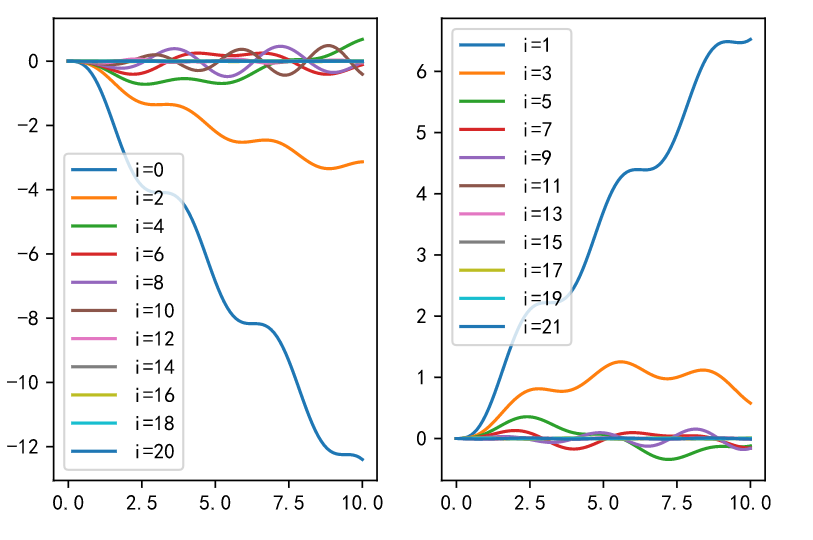 0
−2
−4
−6
−8
−10
−12
i=0
i=2
i=4
i=6
i=8
i=10
i=12
i=14
i=16
i=18
i=20
0.0
2.5
5.0
7.5
10.0
6
5
4
3
2
1
0
i=1
i=3
i=5
i=7
i=9
i=11
i=13
i=15
i=17
i=19
i=21
0.0
2.5
5.0
7.5
10.0